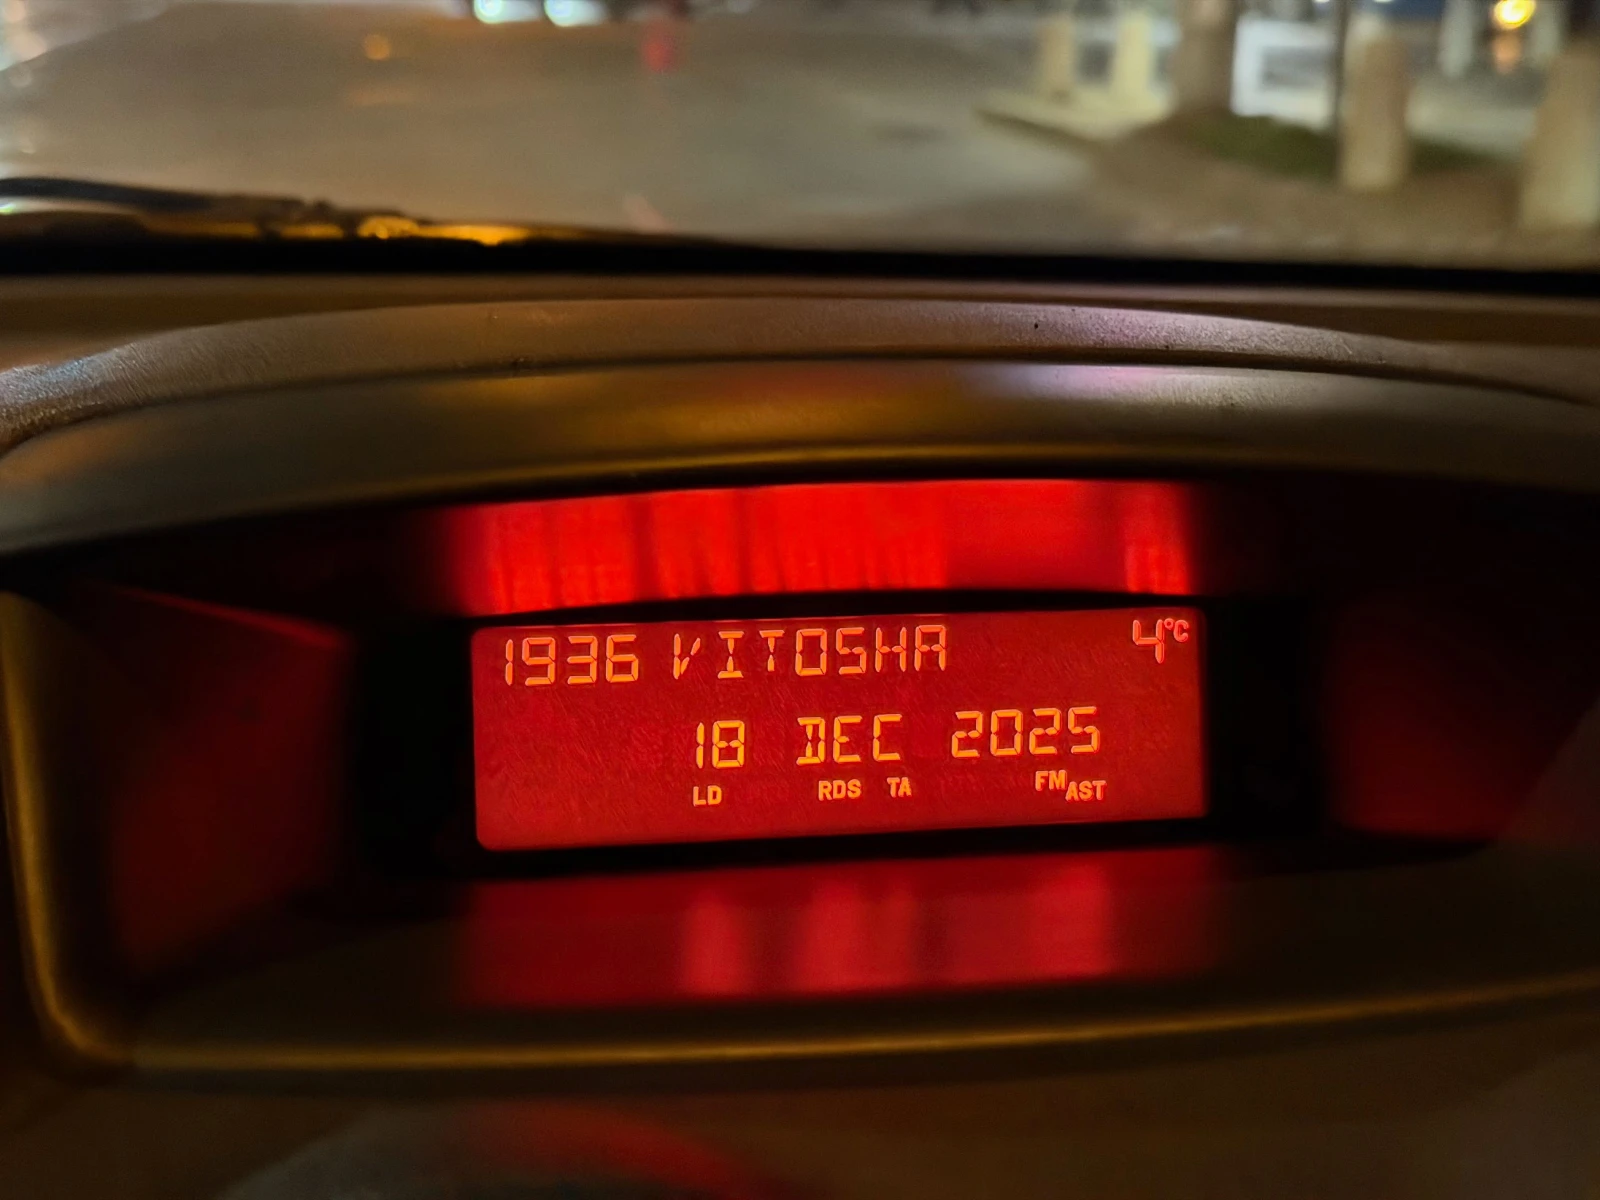 1936 VITOSHA 4°C
18 DEC 2025
LD RDS TA FM AST